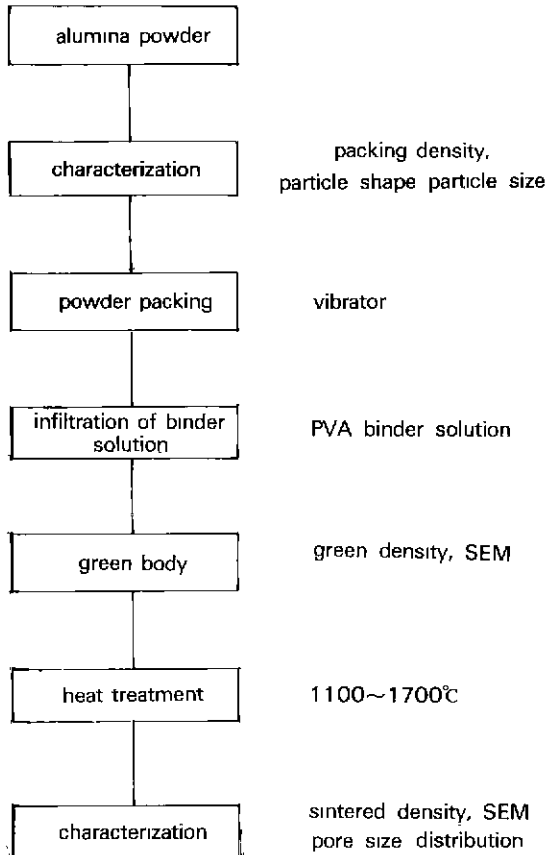 alumina powder
characterization
packing density,
particle shape particle size
powder packing
vibrator
infiltration of binder
solution
PVA binder solution
green body
green density, SEM
heat treatment
1100~1700℃
characterization
sintered density, SEM
pore size distribution